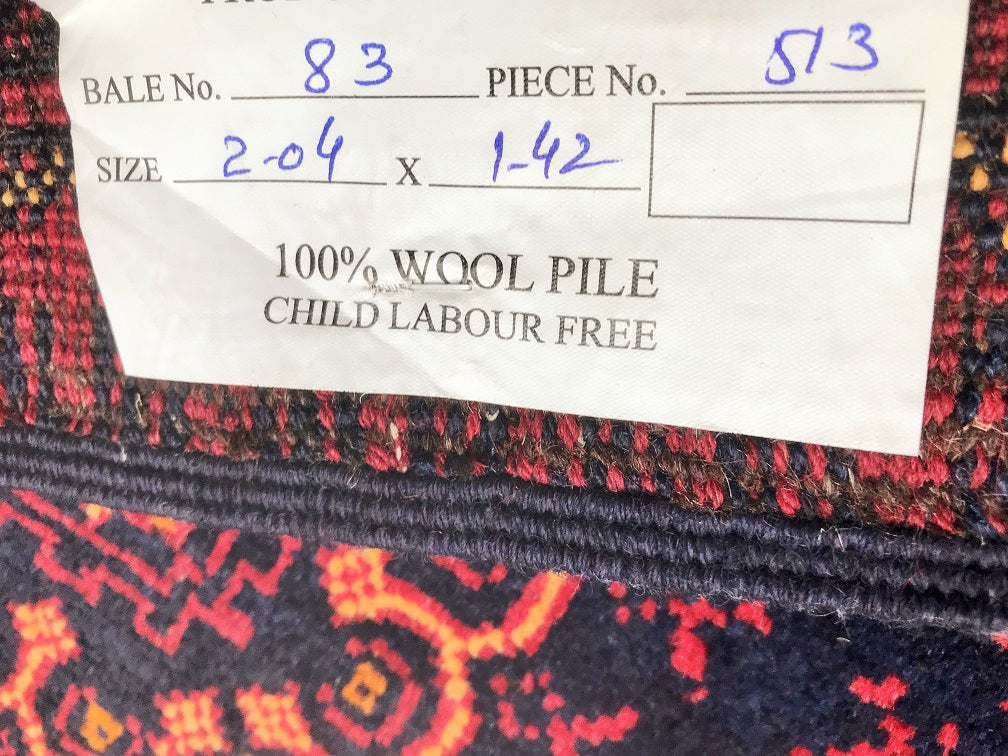 BALE No. 83 PIECE No. 513
SIZE 2-04 X 1-42
100% WOOL PILE
CHILD LABOUR FREE